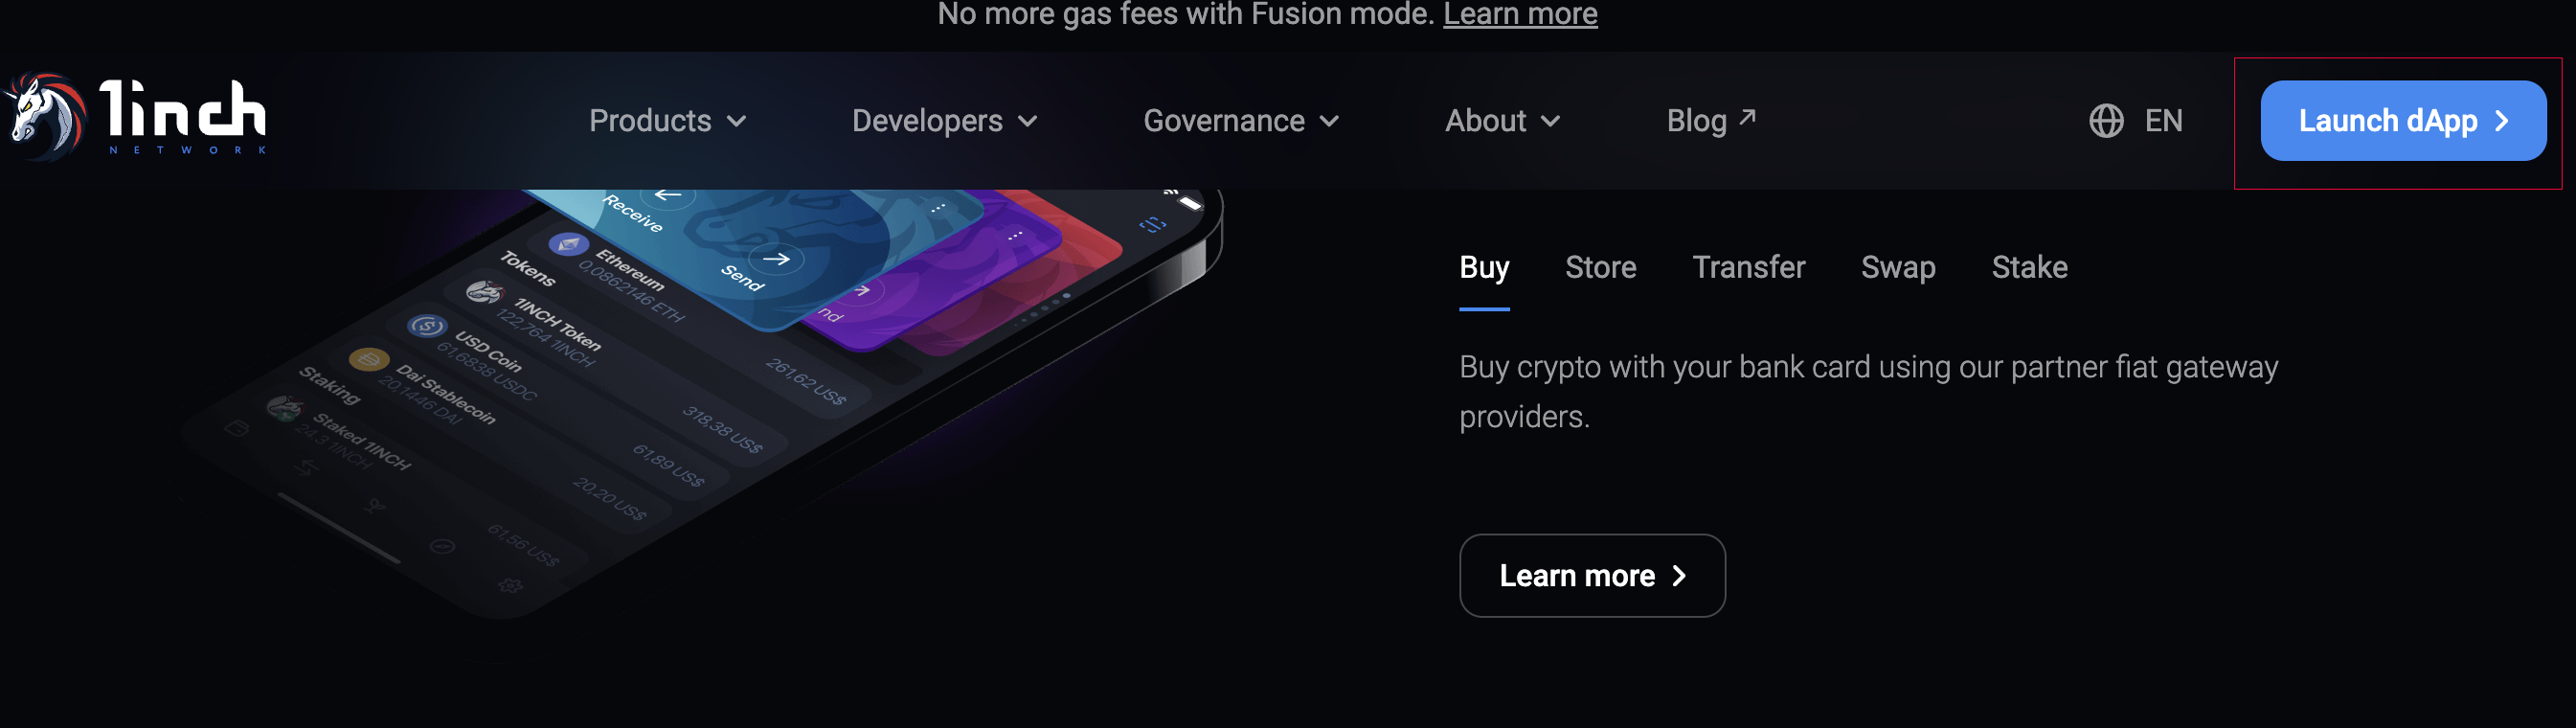 No more gas fees with Fusion mode. Learn more
1inch
NETWORK
Products
Developers
Governance
About
Blog
EN
Launch dApp
Receive
Send
nd
Tokens
Ethereum
0,0862146 ETH
261,62 US$
1INCH Token
122,764 1INCH
318,38 US$
USD Coin
61,6838 USDC
61,89 US$
Dai Stablecoin
20,1446 DAI
20,20 US$
Staking
Staked 1INCH
24.3 1INCH
61,56 US$
Buy
Store
Transfer
Swap
Stake
Buy crypto with your bank card using our partner fiat gateway
providers.
Learn more